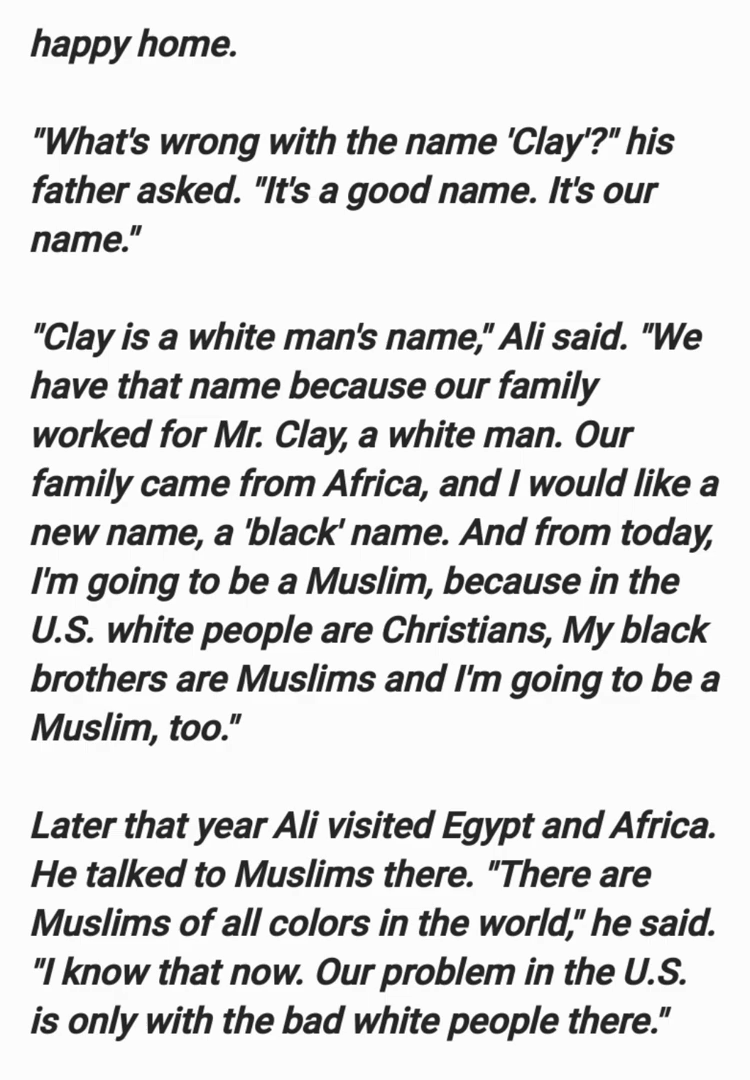 happy home.
"What's wrong with the name 'Clay'?" his
father asked. "It's a good name. It's our
name."
"Clay is a white man's name," Ali said. "We
have that name because our family
worked for Mr. Clay, a white man. Our
family came from Africa, and I would like a
new name, a 'black' name. And from today,
I'm going to be a Muslim, because in the
U.S. white people are Christians, My black
brothers are Muslims and I'm going to be a
Muslim, too."
Later that year Ali visited Egypt and Africa.
He talked to Muslims there. "There are
Muslims of all colors in the world," he said.
"I know that now. Our problem in the U.S.
is only with the bad white people there."